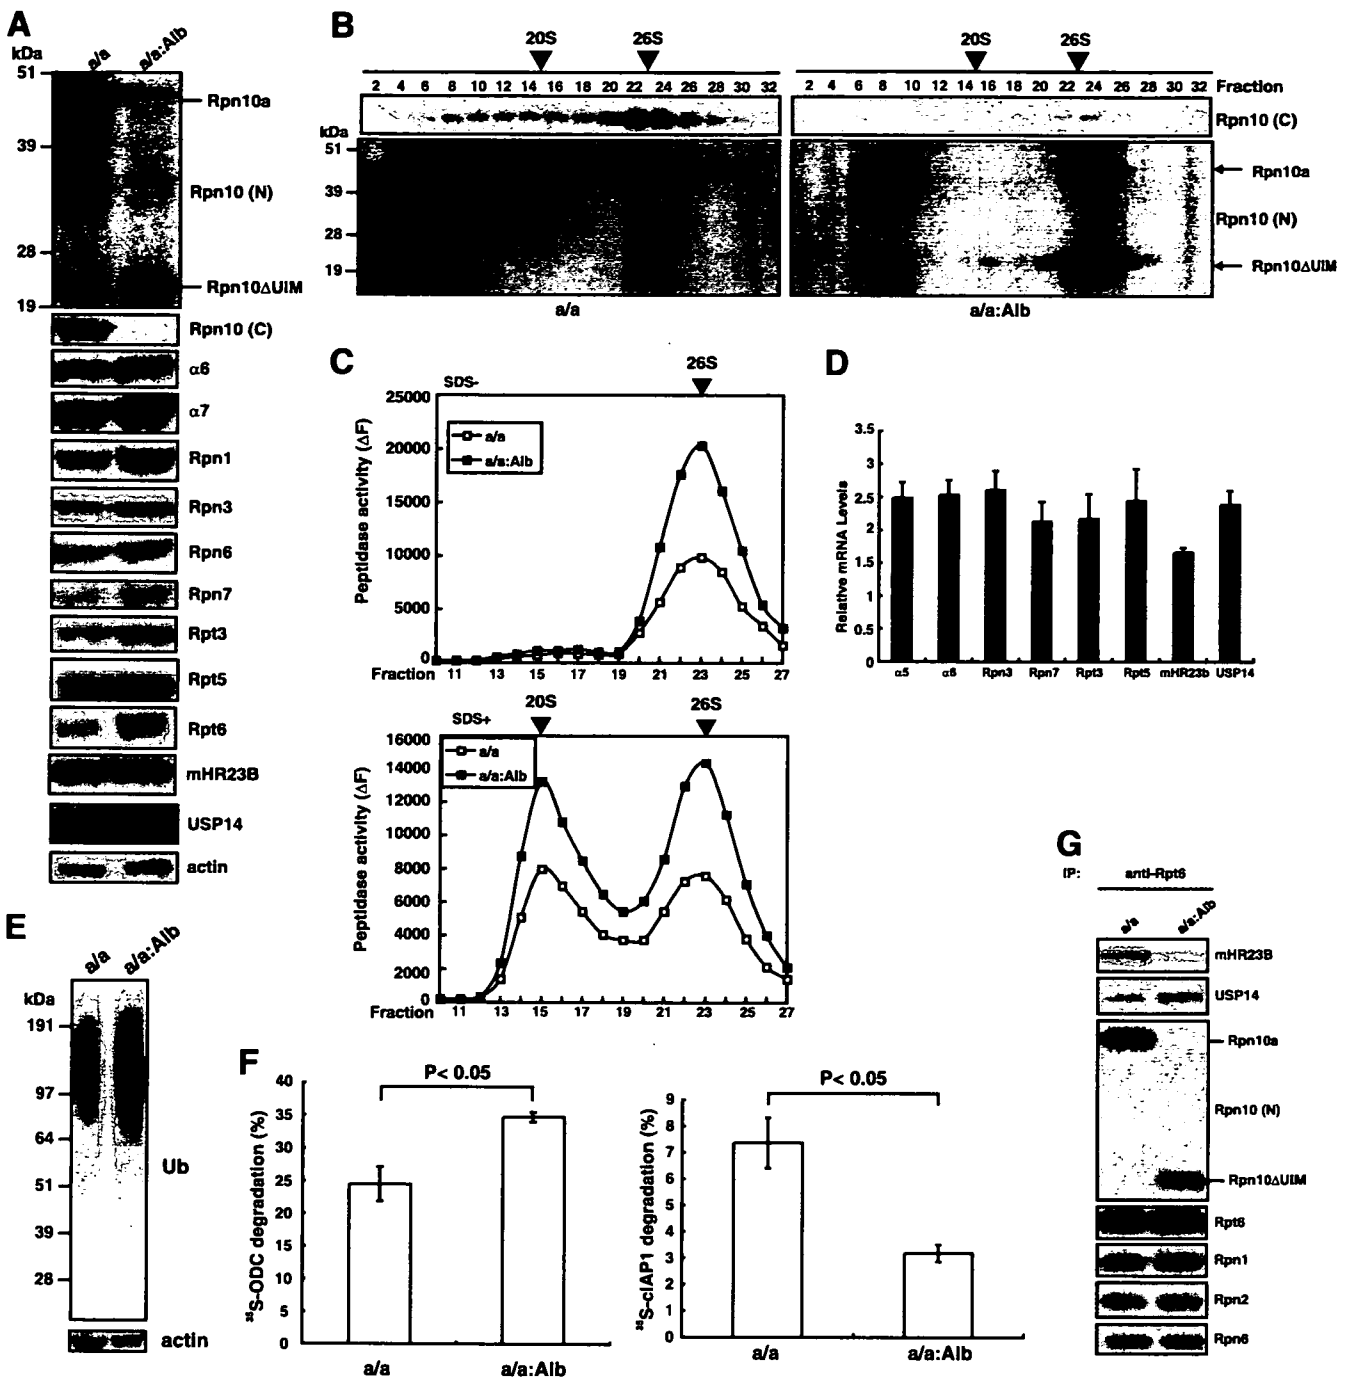 A
kDa
a/a
a/a:Alb
51
39
28
19
Rpn10a
Rpn10 (N)
Rpn10ΔUIM
Rpn10 (C)
α6
α7
Rpn1
Rpn3
Rpn6
Rpn7
Rpt3
Rpt5
Rpt6
mHR23B
USP14
actin
B
20S 26S 20S 26S
2 4 6 8 10 12 14 16 18 20 22 24 26 28 30 32
2 4 6 8 10 12 14 16 18 20 22 24 26 28 30 32 Fraction
Rpn10 (C)
kDa
51
39
28
19
Rpn10a
Rpn10 (N)
Rpn10ΔUIM
a/a
a/a:Alb
C
SDS-
26S
a/a
a/a:Alb
Peptidase activity (ΔF)
25000
20000
15000
10000
5000
0
Fraction 11 13 15 17 19 21 23 25 27
SDS+
20S 26S
a/a
a/a:Alb
Peptidase activity (ΔF)
16000
14000
12000
10000
8000
6000
4000
2000
0
Fraction 11 13 15 17 19 21 23 25 27
D
Relative mRNA Levels
3.5
3
2.5
2
1.5
1
0.5
0
α5 α6 Rpn3 Rpn7 Rpt3 Rpt5 mHR23b USP14
E
a/a
a/a:Alb
kDa
191
97
64
51
39
28
Ub
actin
F
P< 0.05
³⁵S-ODC degradation (%)
40
35
30
25
20
15
10
5
0
a/a a/a:Alb
P< 0.05
³⁵S-cIAP1 degradation (%)
9
8
7
6
5
4
3
2
1
0
a/a a/a:Alb
G
IP: anti-Rpt6
a/a
a/a:Alb
mHR23B
USP14
Rpn10a
Rpn10 (N)
Rpn10ΔUIM
Rpt6
Rpn1
Rpn2
Rpn6